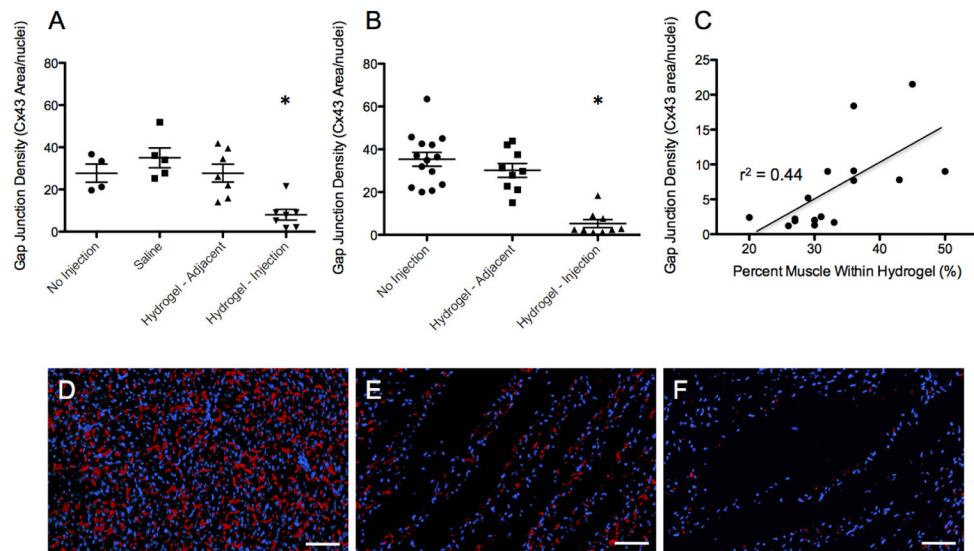 A
Gap Junction Density (Cx43 Area/nuclei)
80
60
40
20
0
*
No Injection
Saline
Hydrogel - Adjacent
Hydrogel - Injection
B
Gap Junction Density (Cx43 Area/nuclei)
80
60
40
20
0
*
No Injection
Hydrogel - Adjacent
Hydrogel - Injection
C
Gap Junction Density (Cx43 area/nuclei)
25
20
15
10
5
0
r² = 0.44
20
30
40
50
Percent Muscle Within Hydrogel (%)
D
E
F